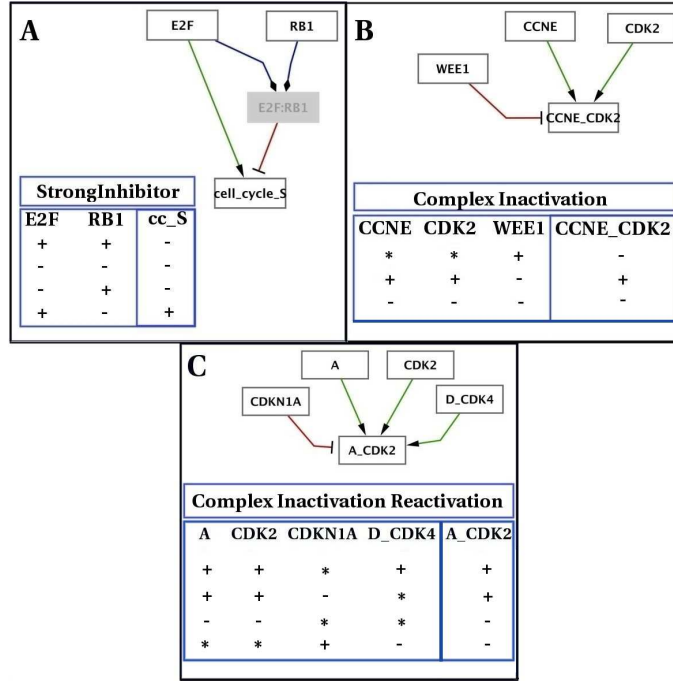 A
E2F RB1
E2F:RB1
cell_cycle_S
StrongInhibitor
E2F RB1 cc_S
+ + -
- - -
- + -
+ - +
B
CCNE CDK2
WEE1
CCNE_CDK2
Complex Inactivation
CCNE CDK2 WEE1 CCNE_CDK2
* * + -
+ + - +
- - - -
C
A CDK2
CDKN1A D_CDK4
A_CDK2
Complex Inactivation Reactivation
A CDK2 CDKN1A D_CDK4 A_CDK2
+ + * + +
+ + - * +
- - * * -
* * + - -